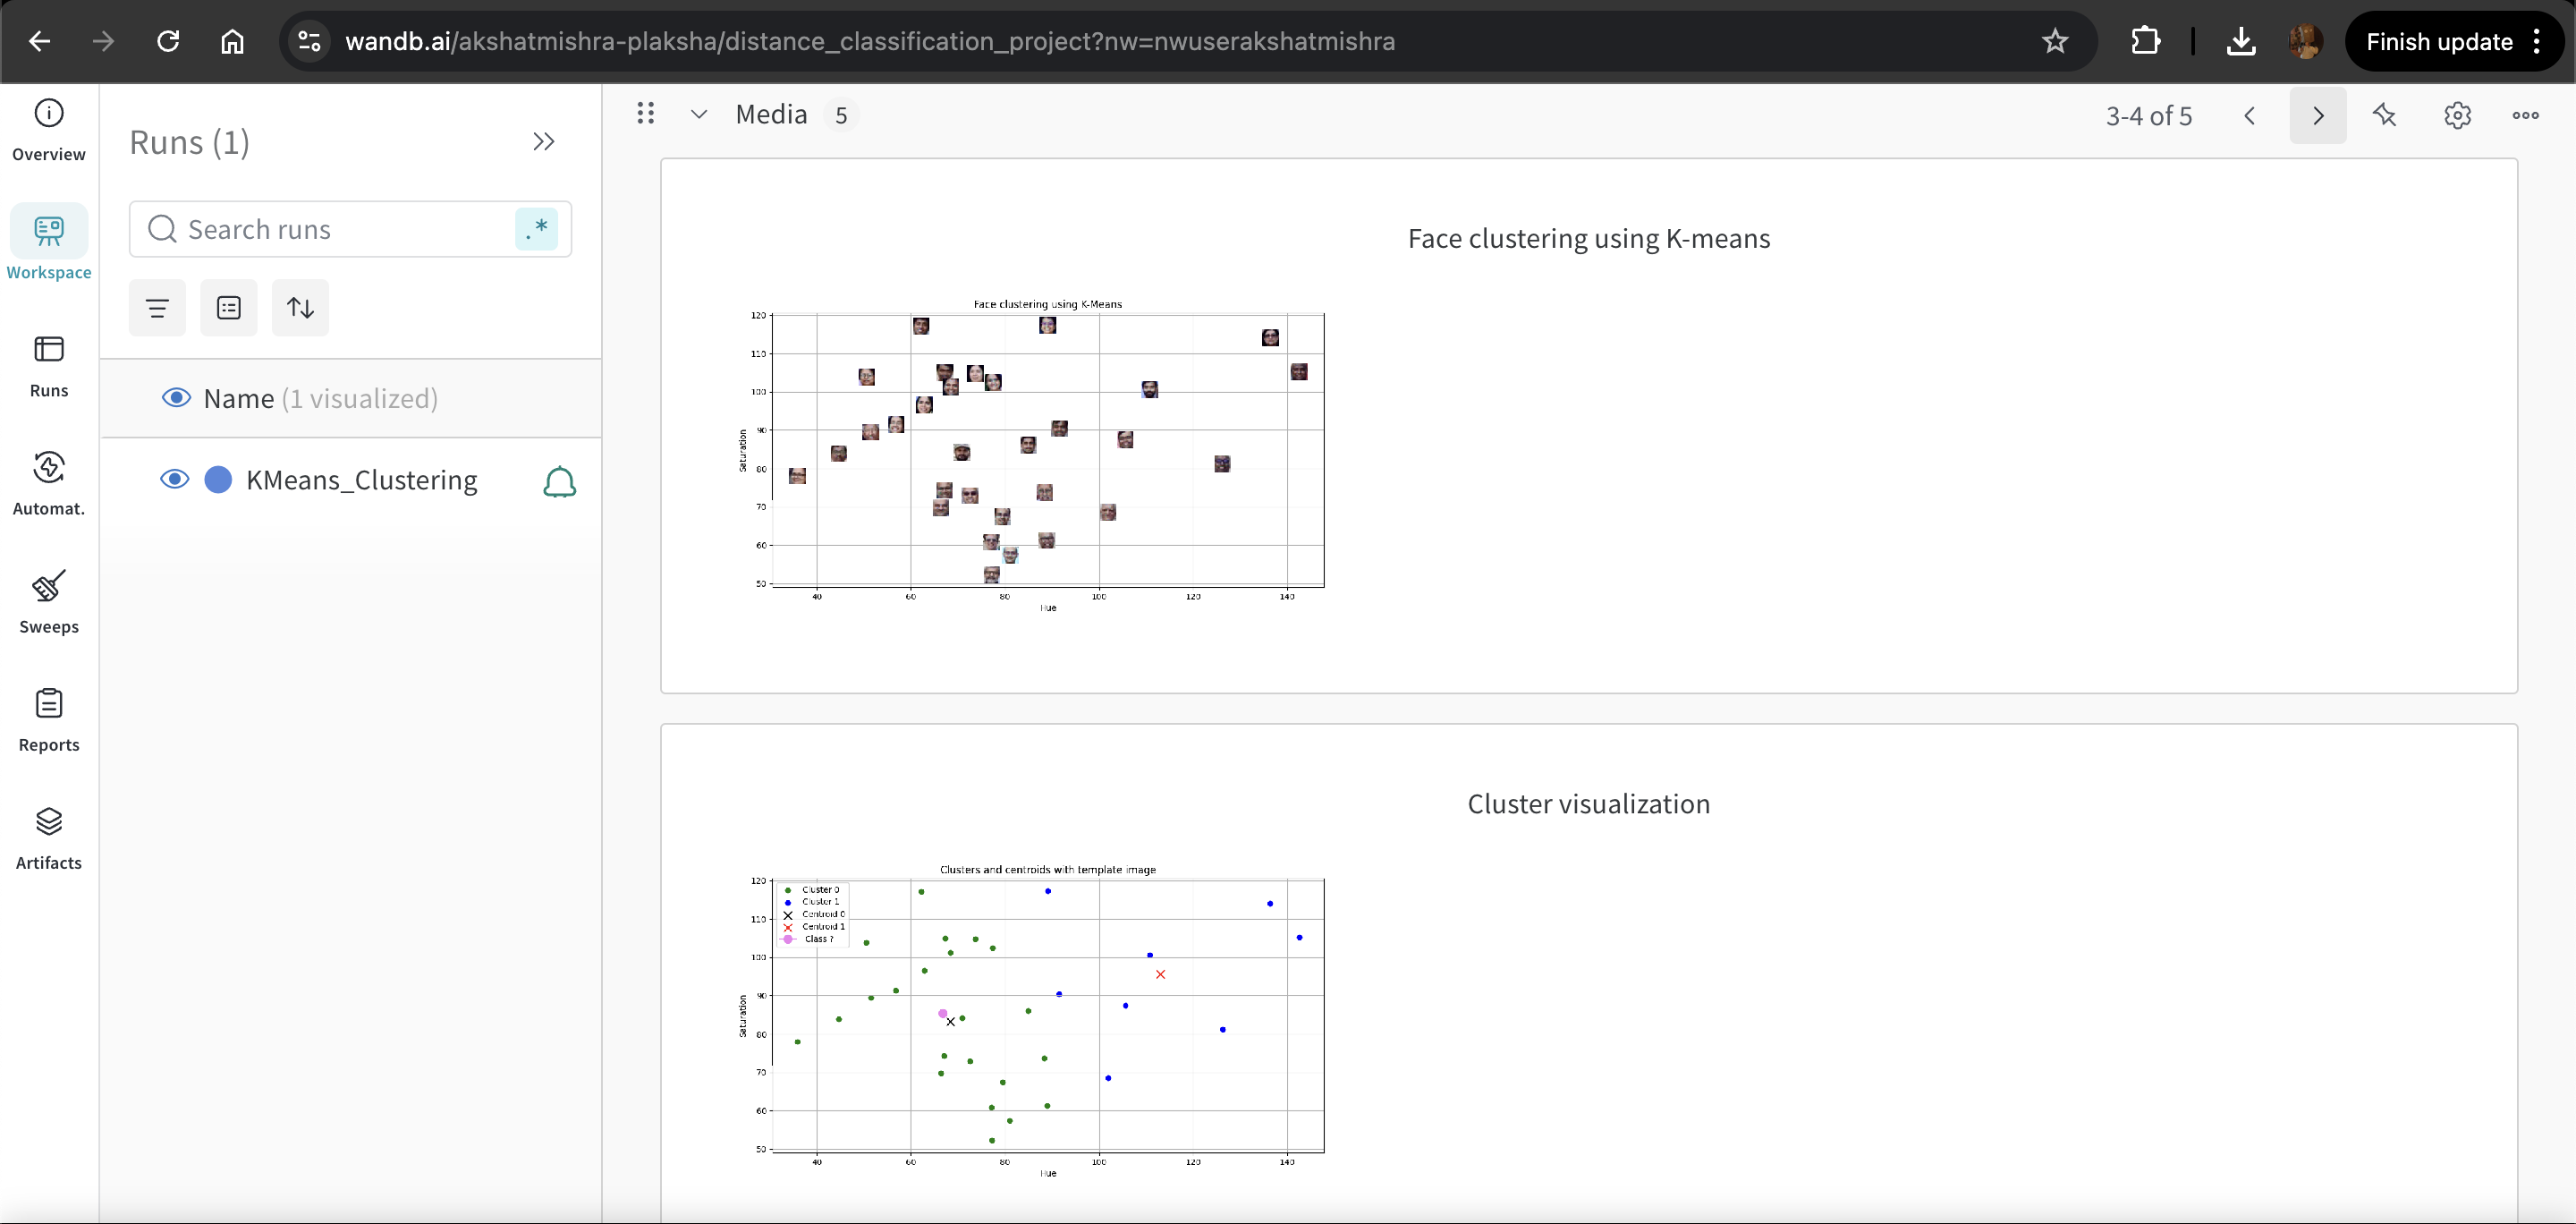 wandb.ai/akshatmishra-plaksha/distance_classification_project?nw=nwuserakshatmishra
Finish update
Overview
Workspace
Runs
Automat.
Sweeps
Reports
Artifacts
Runs (1)
Search runs
.*
Name (1 visualized)
KMeans_Clustering
Media 5
3-4 of 5
Face clustering using K-means
Face clustering using K-Means
120
110
100
90
80
70
60
50
Saturation
40 60 80 100 120 140
Hue
Cluster visualization
Clusters and centroids with template image
Cluster 0
Cluster 1
Centroid 0
Centroid 1
Class ?
120
110
100
90
80
70
60
50
Saturation
40 60 80 100 120 140
Hue